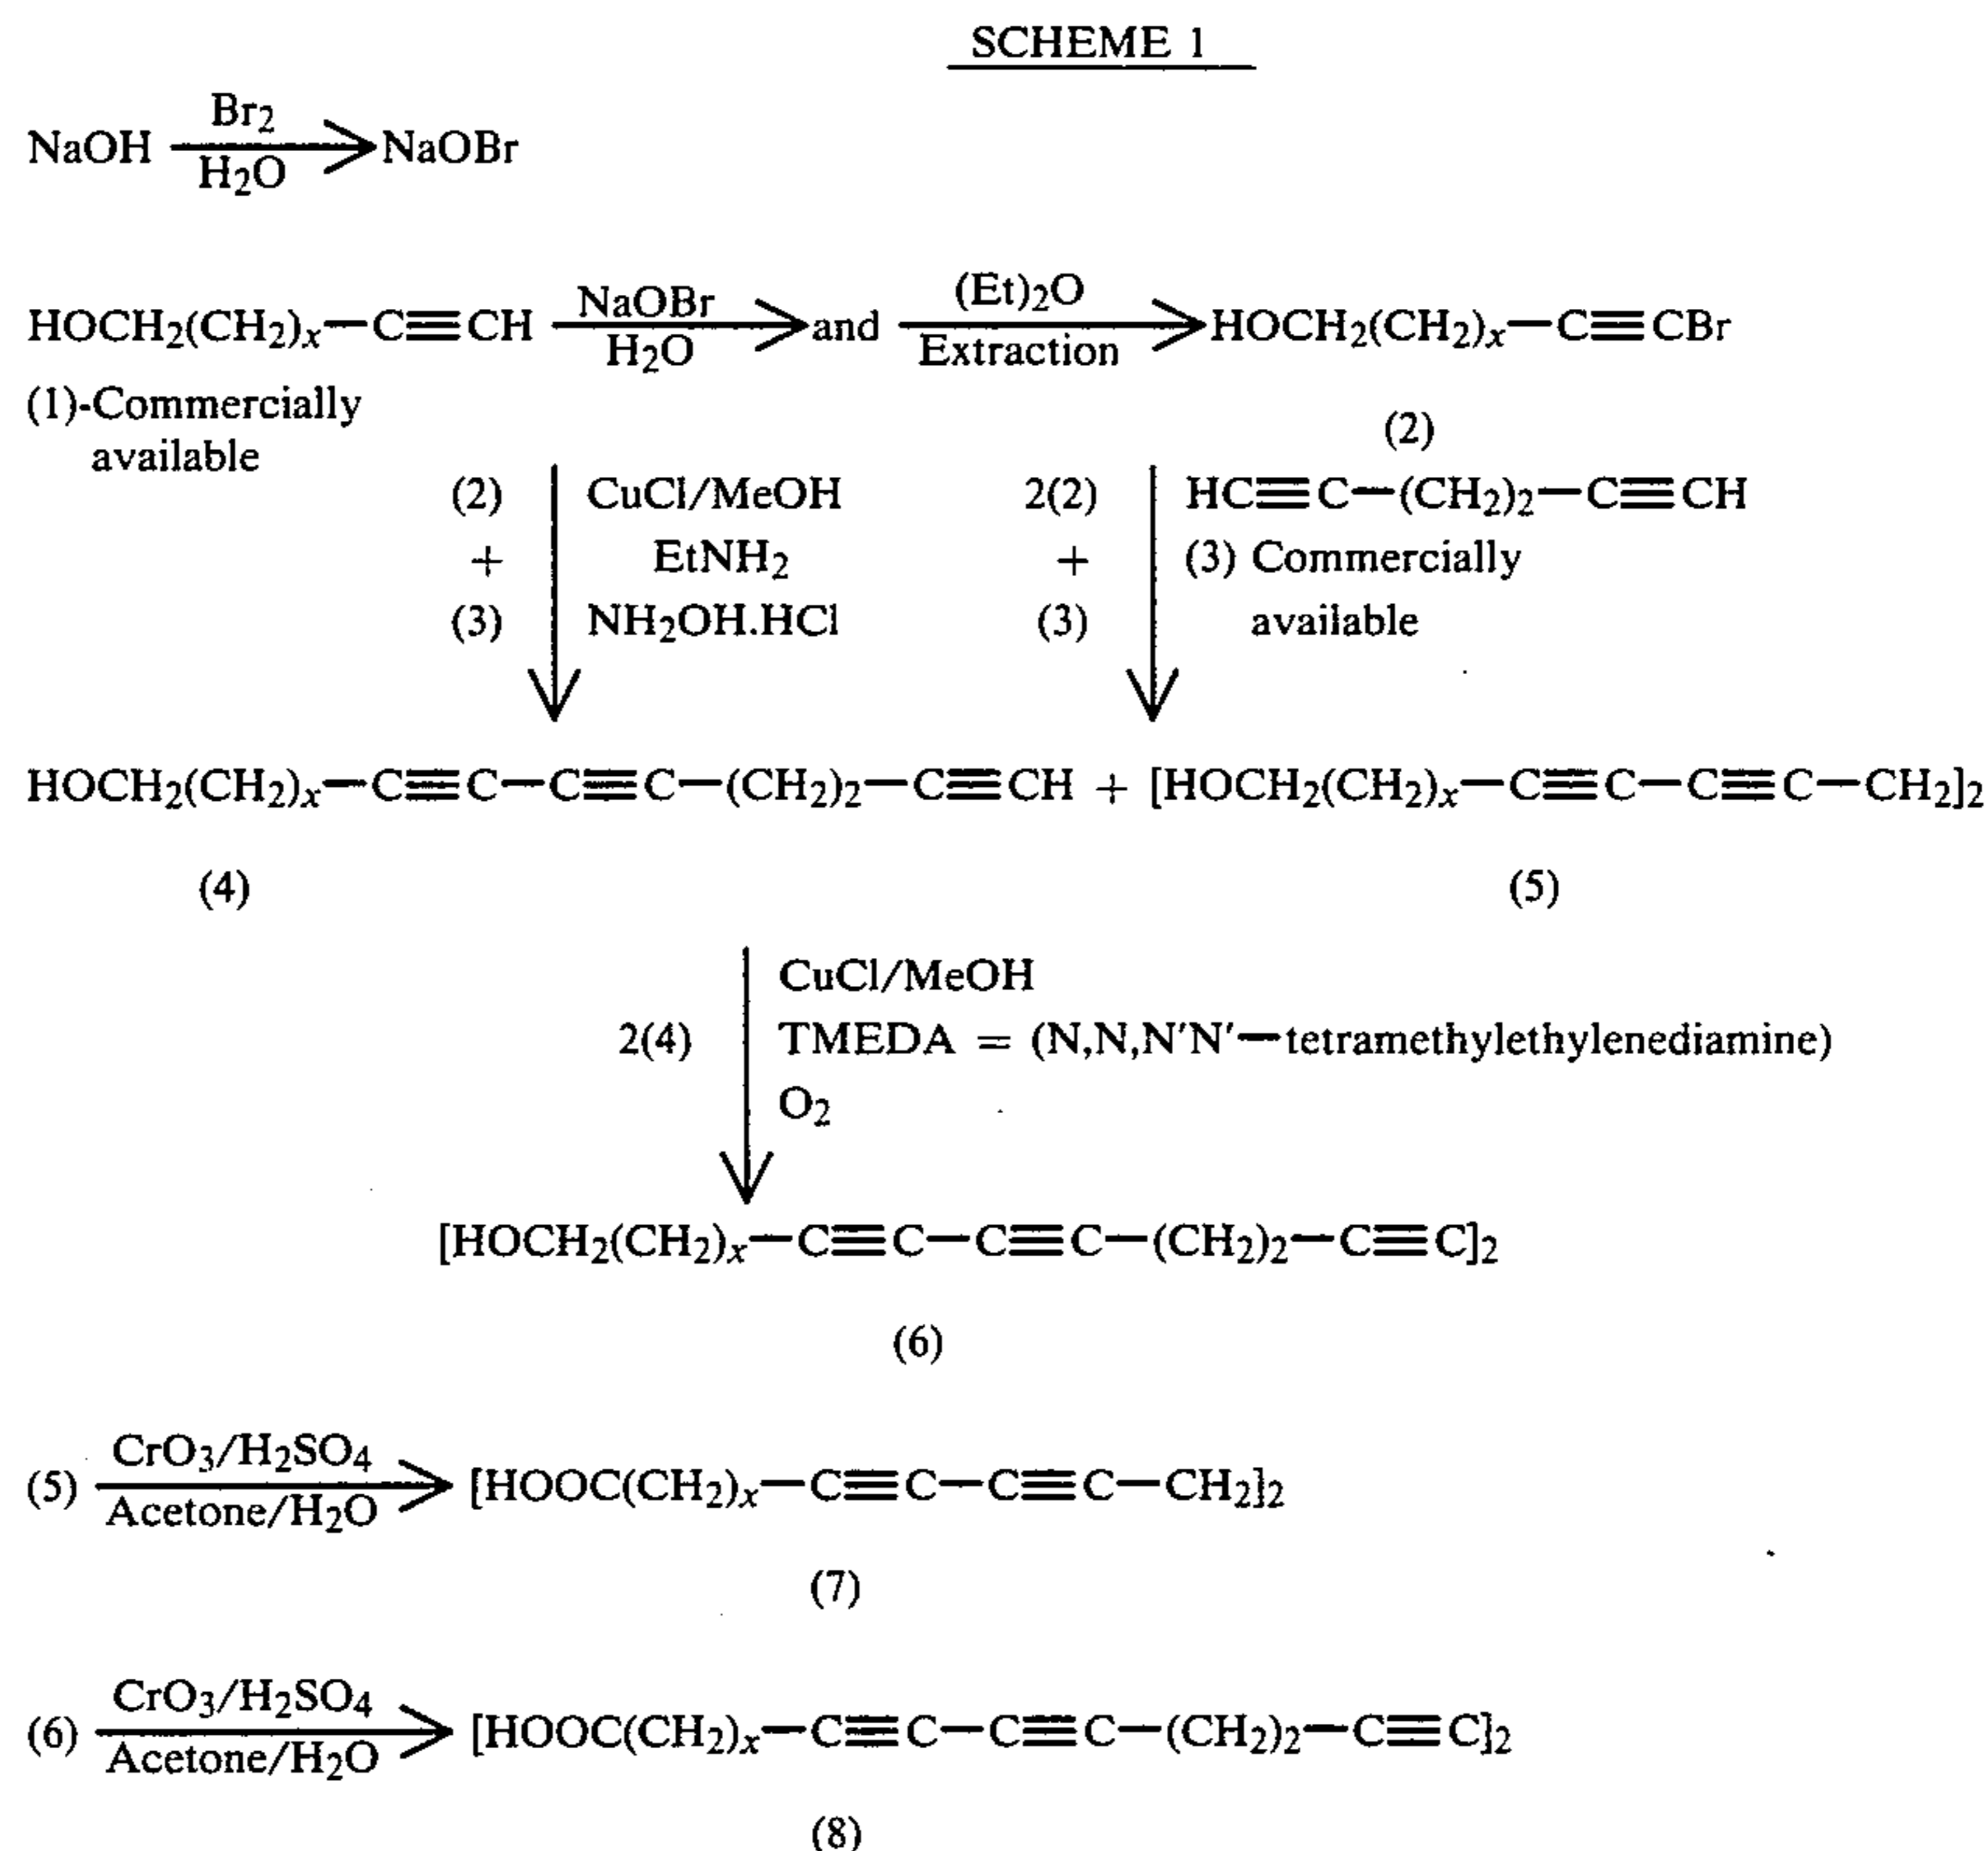 SCHEME 1
NaOH Br₂ H₂O NaOBr
HOCH₂(CH₂)ₓ—C≡CH NaOBr H₂O and (Et)₂O Extraction HOCH₂(CH₂)ₓ—C≡CBr
(1)-Commercially
available
(2)
(2) CuCl/MeOH 2(2) HC≡C—(CH₂)₂—C≡CH
+ EtNH₂ + (3) Commercially
(3) NH₂OH.HCl (3) available
HOCH₂(CH₂)ₓ—C≡C—C≡C—(CH₂)₂—C≡CH + [HOCH₂(CH₂)ₓ—C≡C—C≡C—CH₂]₂
(4) (5)
CuCl/MeOH
2(4) TMEDA = (N,N,N'N'—tetramethylethylenediamine)
O₂
[HOCH₂(CH₂)ₓ—C≡C—C≡C—(CH₂)₂—C≡C]₂
(6)
(5) CrO₃/H₂SO₄ Acetone/H₂O [HOOC(CH₂)ₓ—C≡C—C≡C—CH₂]₂
(7)
(6) CrO₃/H₂SO₄ Acetone/H₂O [HOOC(CH₂)ₓ—C≡C—C≡C—(CH₂)₂—C≡C]₂
(8)